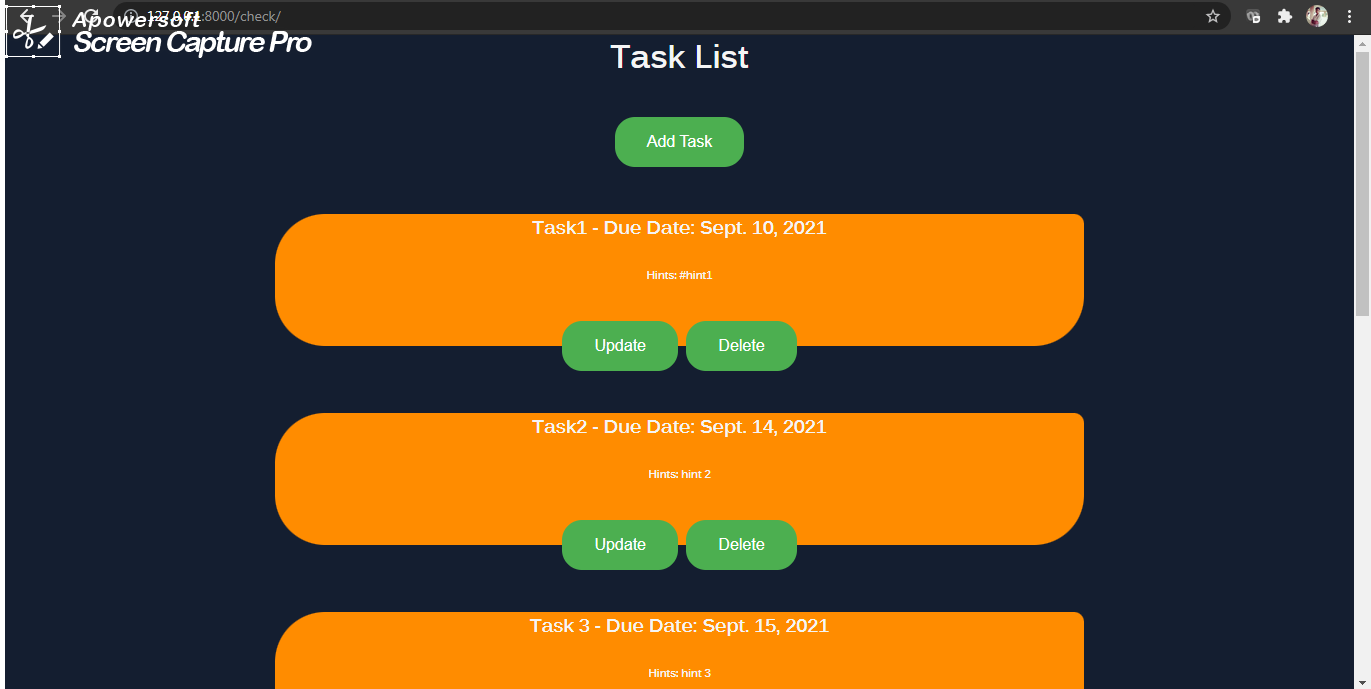 127.0.0.1:8000/check/
Apowersoft
Screen Capture Pro
Task List
Add Task
Task1 - Due Date: Sept. 10, 2021
Hints: #hint1
Update Delete
Task2 - Due Date: Sept. 14, 2021
Hints: hint 2
Update Delete
Task 3 - Due Date: Sept. 15, 2021
Hints: hint 3